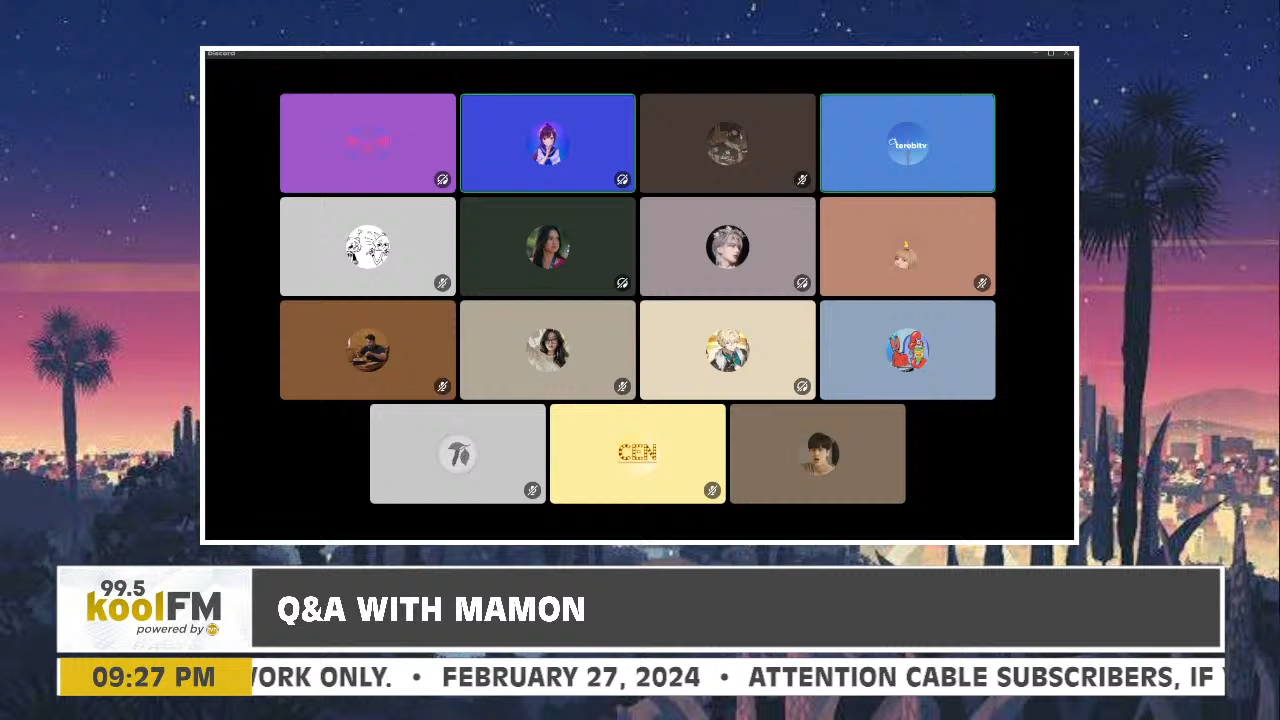 Discord
terebitv
CEN
99.5
koolFM
powered by
Q&A WITH MAMON
09:27 PM
WORK ONLY. • FEBRUARY 27, 2024 • ATTENTION CABLE SUBSCRIBERS, IF